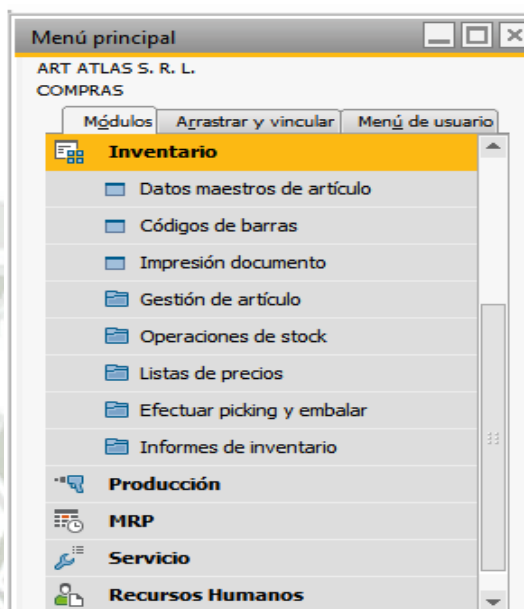 Menú principal
ART ATLAS S. R. L.
COMPRAS
Módulos Arrastrar y vincular Menú de usuario
Inventario
Datos maestros de artículo
Códigos de barras
Impresión documento
Gestión de artículo
Operaciones de stock
Listas de precios
Efectuar picking y embalar
Informes de inventario
Producción
MRP
Servicio
Recursos Humanos